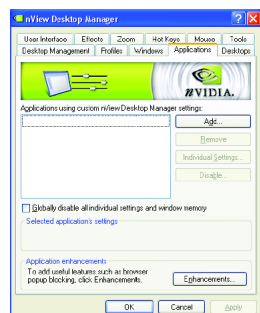 nView Desktop Manager
User Interface Effects Zoom Hot Keys Mouse Tools
Desktop Management Profiles Windows Applications Desktops
nVIDIA.
Applications using custom nView Desktop Manager settings:
Add...
Remove
Individual Settings...
Disable...
Globally disable all individual settings and window memory
Selected application's settings
Application enhancements
To add useful features such as browser
popup blocking, click Enhancements.
Enhancements...
OK Cancel Apply